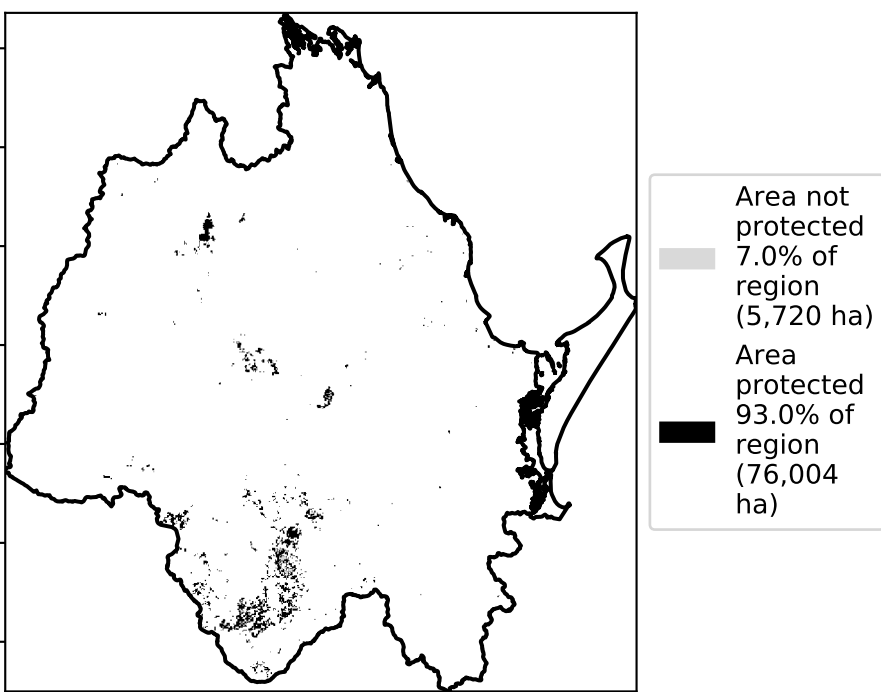 Area not
protected
7.0% of
region
(5,720 ha)
Area
protected
93.0% of
region
(76,004
ha)